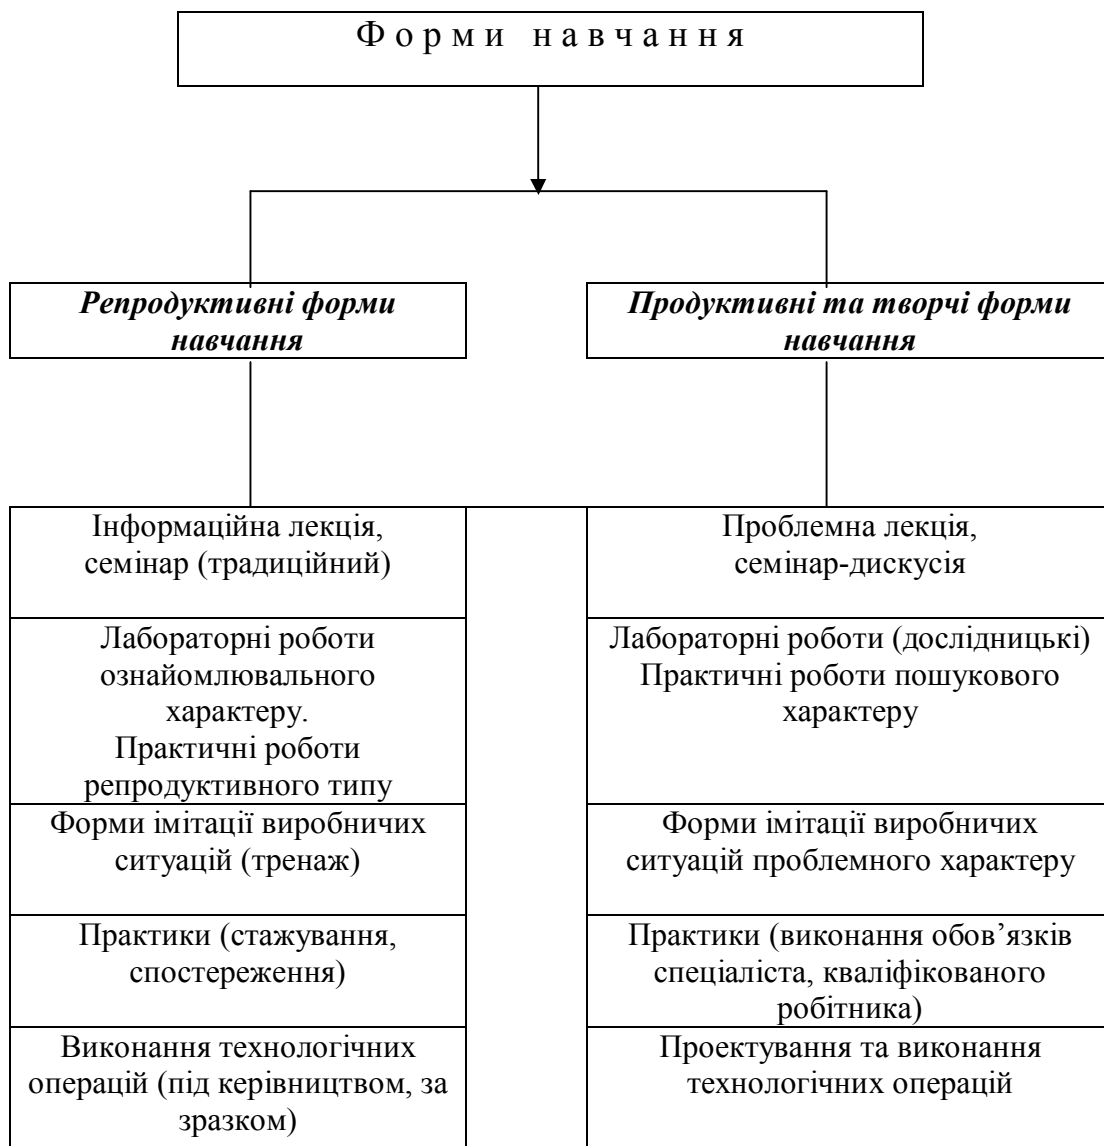 Форми навчання
Репродуктивні форми
навчання
Продуктивні та творчі форми
навчання
Інформаційна лекція,
семінар (традиційний)
Проблемна лекція,
семінар-дискусія
Лабораторні роботи
ознайомлювального
характеру.
Практичні роботи
репродуктивного типу
Лабораторні роботи (дослідницькі)
Практичні роботи пошукового
характеру
Форми імітації виробничих
ситуацій (тренаж)
Форми імітації виробничих
ситуацій проблемного характеру
Практики (стажування,
спостереження)
Практики (виконання обов’язків
спеціаліста, кваліфікованого
робітника)
Виконання технологічних
операцій (під керівництвом, за
зразком)
Проектування та виконання
технологічних операцій